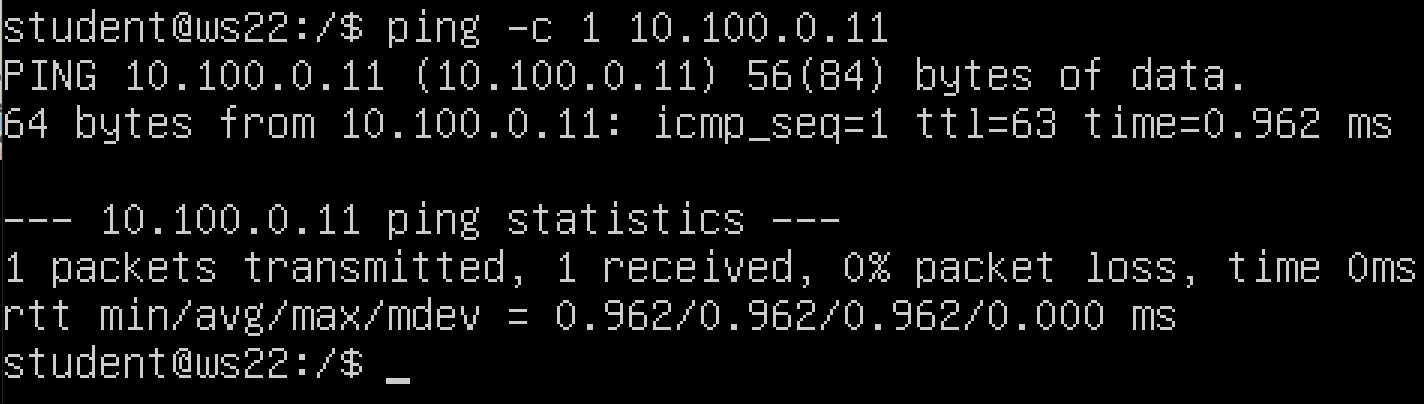 student@ws22:/$ ping -c 1 10.100.0.11
PING 10.100.0.11 (10.100.0.11) 56(84) bytes of data.
64 bytes from 10.100.0.11: icmp_seq=1 ttl=63 time=0.962 ms
--- 10.100.0.11 ping statistics ---
1 packets transmitted, 1 received, 0% packet loss, time 0ms
rtt min/avg/max/mdev = 0.962/0.962/0.962/0.000 ms
student@ws22:/$ _